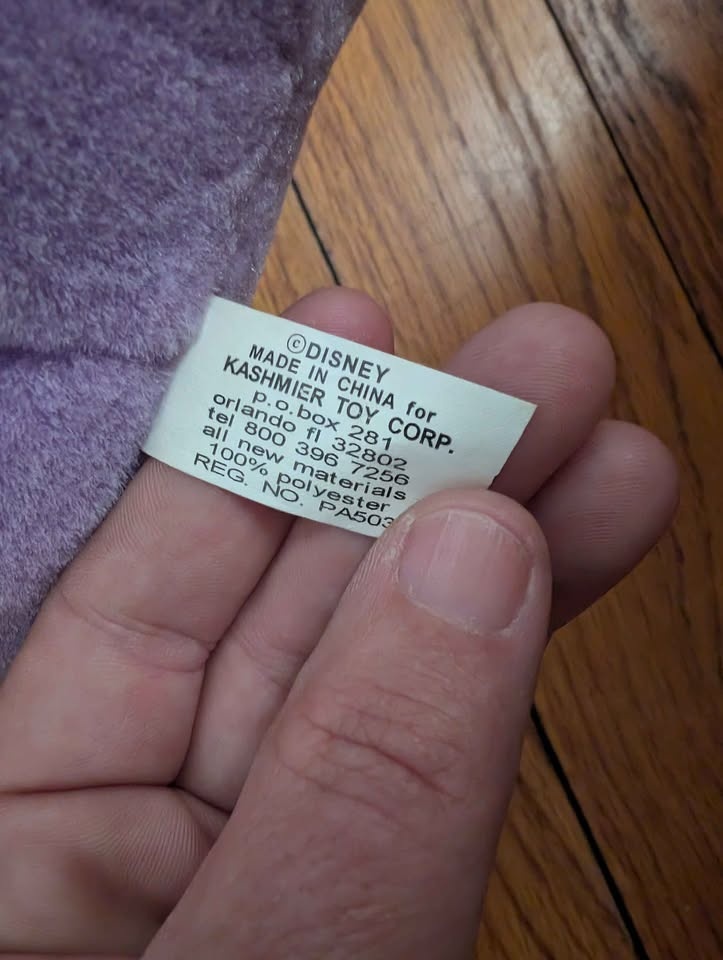 ©DISNEY
MADE IN CHINA for
KASHMIER TOY CORP.
p.o.box 281
orlando fl 32802
tel 800 396 7256
all new materials
100% polyester
REG. NO. PA503